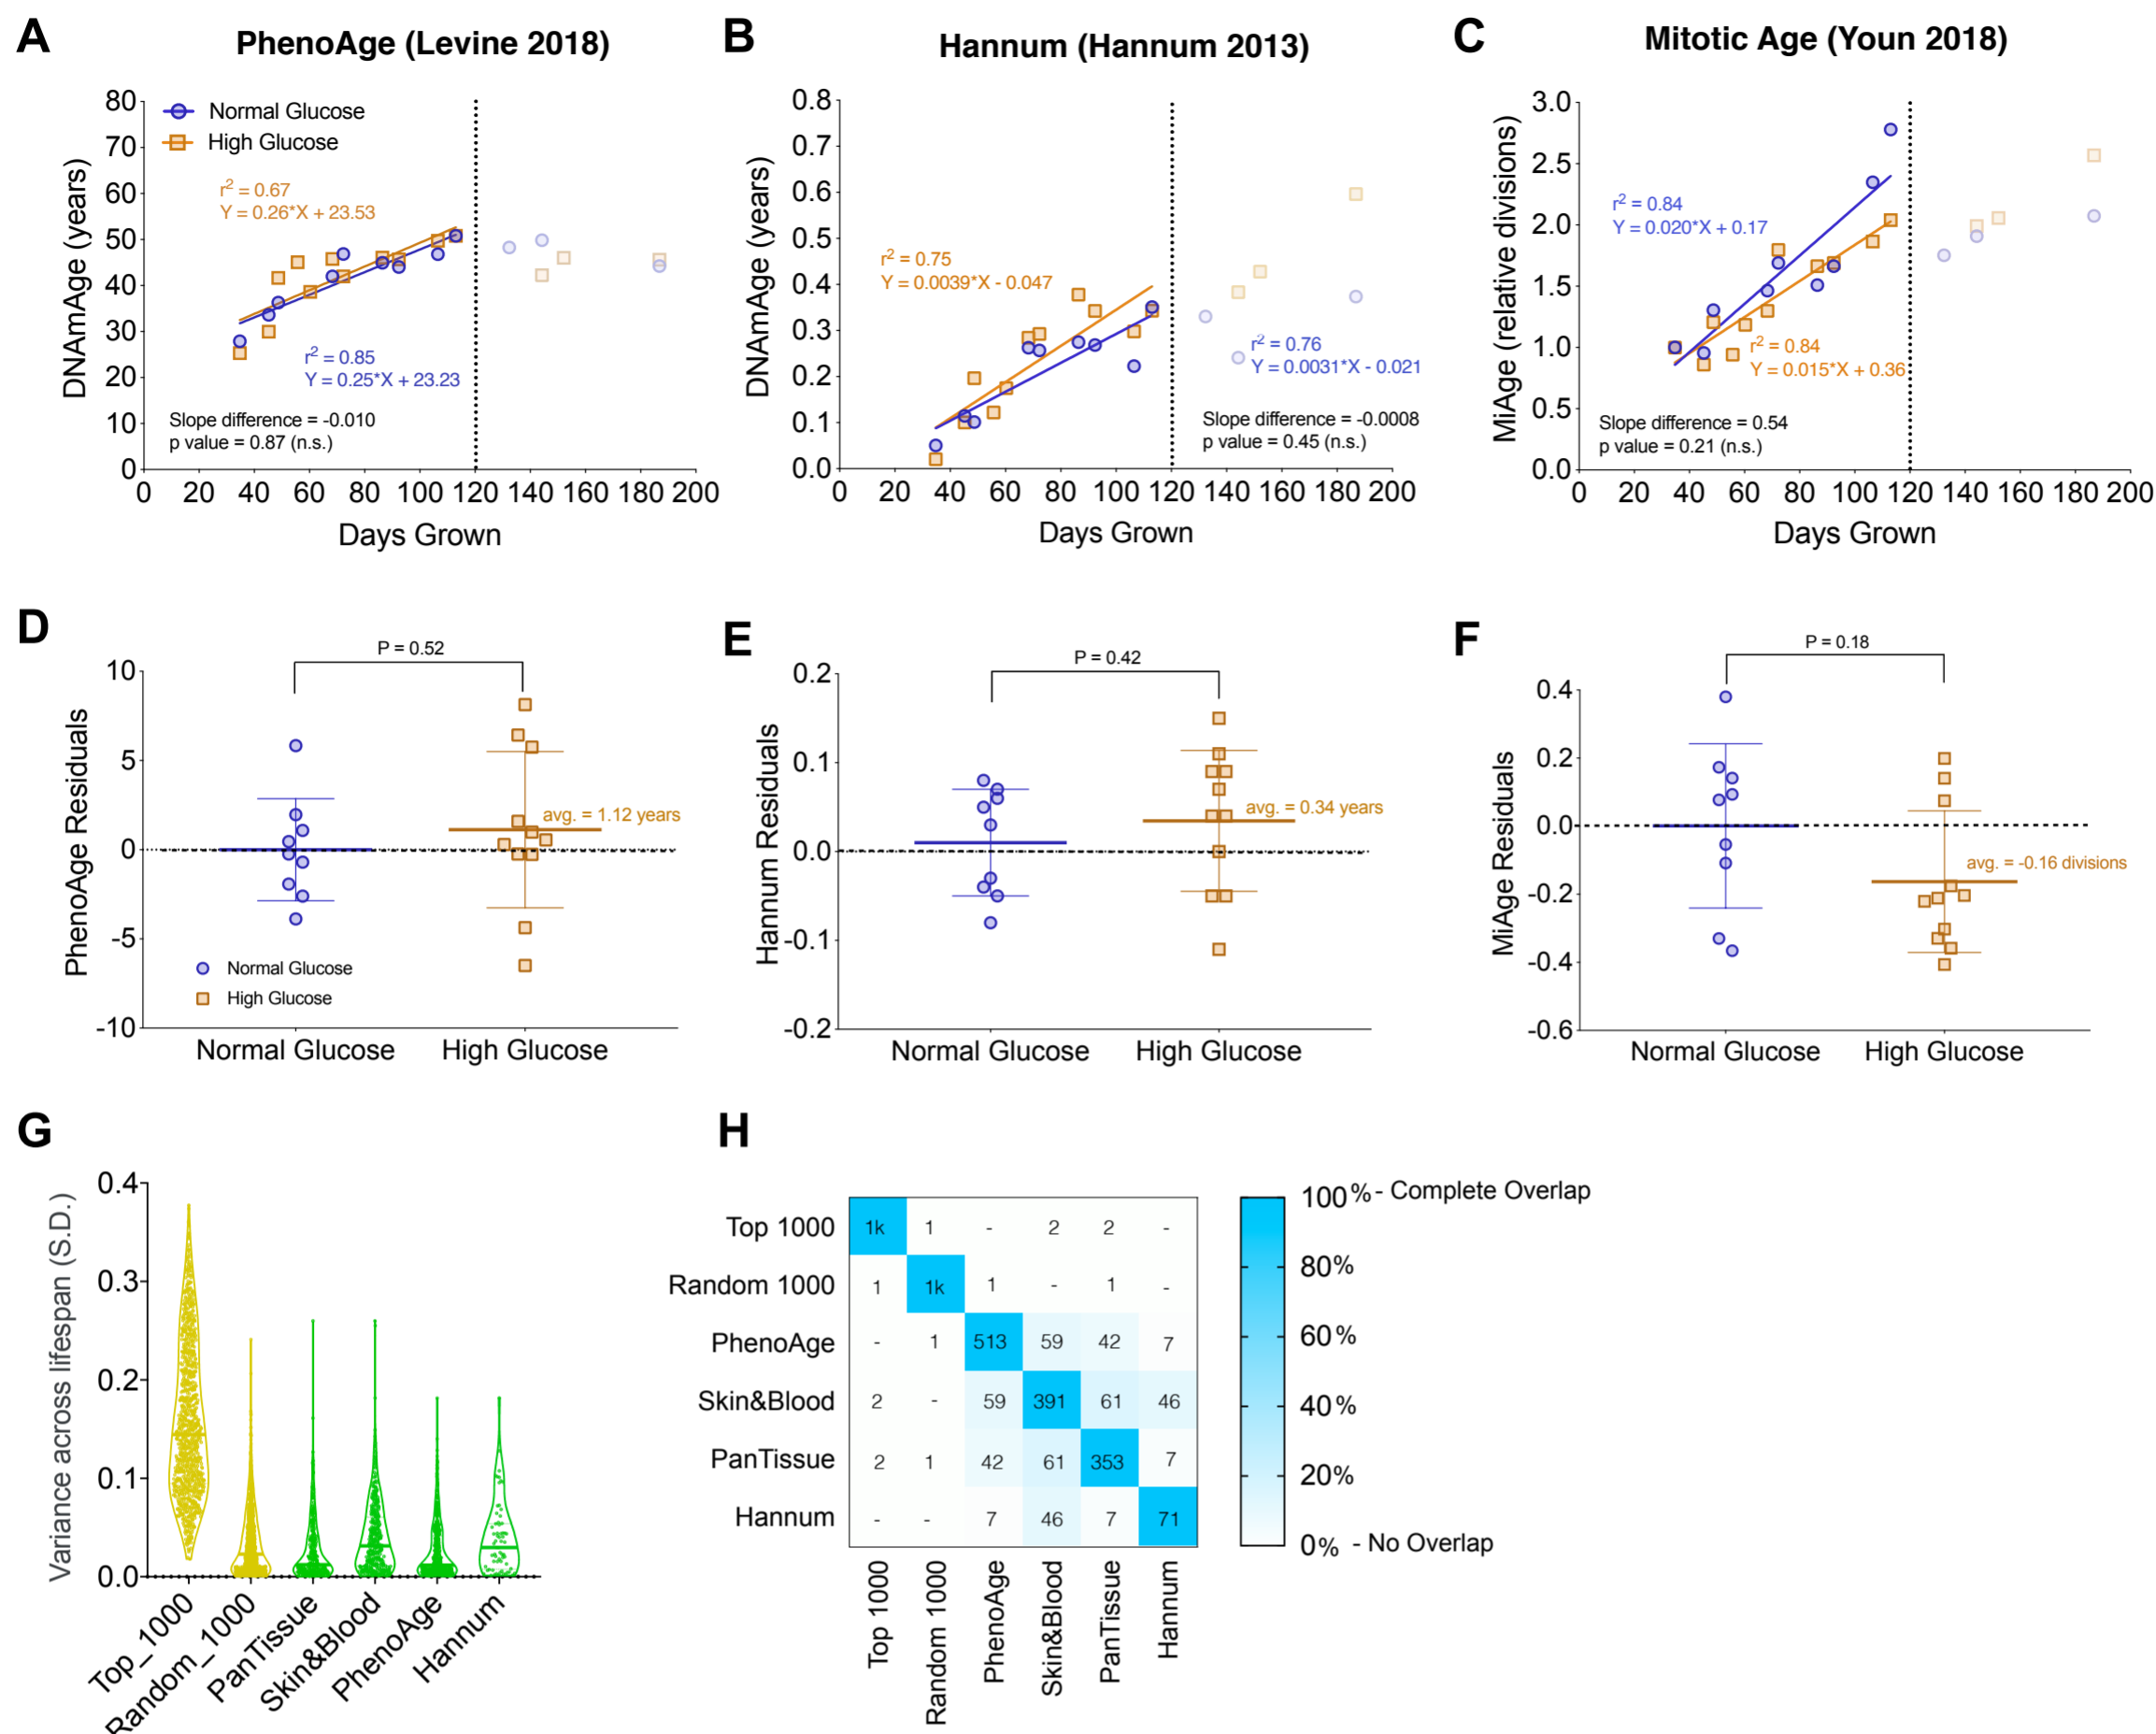 A
PhenoAge (Levine 2018)
80
70
60
50
40
30
20
10
0
DNAmAge (years)
Normal Glucose
High Glucose
r² = 0.67
Y = 0.26*X + 23.53
r² = 0.85
Y = 0.25*X + 23.23
Slope difference = -0.010
p value = 0.87 (n.s.)
0 20 40 60 80 100 120 140 160 180 200
Days Grown
B
Hannum (Hannum 2013)
0.8
0.7
0.6
0.5
0.4
0.3
0.2
0.1
0.0
DNAmAge (years)
r² = 0.75
Y = 0.0039*X - 0.047
r² = 0.76
Y = 0.0031*X - 0.021
Slope difference = -0.0008
p value = 0.45 (n.s.)
0 20 40 60 80 100 120 140 160 180 200
Days Grown
C
Mitotic Age (Youn 2018)
3.0
2.5
2.0
1.5
1.0
0.5
0.0
MiAge (relative divisions)
r² = 0.84
Y = 0.020*X + 0.17
r² = 0.84
Y = 0.015*X + 0.36
Slope difference = 0.54
p value = 0.21 (n.s.)
0 20 40 60 80 100 120 140 160 180 200
Days Grown
D
P = 0.52
10
5
0
-5
-10
PhenoAge Residuals
avg. = 1.12 years
Normal Glucose
High Glucose
Normal Glucose High Glucose
E
P = 0.42
0.2
0.1
0.0
-0.1
-0.2
Hannum Residuals
avg. = 0.34 years
Normal Glucose High Glucose
F
P = 0.18
0.4
0.2
0.0
-0.2
-0.4
-0.6
MiAge Residuals
avg. = -0.16 divisions
Normal Glucose High Glucose
G
0.4
0.3
0.2
0.1
0.0
Variance across lifespan (S.D.)
Top_1000
Random_1000
PanTissue
Skin&Blood
PhenoAge
Hannum
H
Top 1000 1k 1 - 2 2 -
Random 1000 1 1k 1 - 1 -
PhenoAge - 1 513 59 42 7
Skin&Blood 2 - 59 391 61 46
PanTissue 2 1 42 61 353 7
Hannum - - 7 46 7 71
Top 1000
Random 1000
PhenoAge
Skin&Blood
PanTissue
Hannum
100% - Complete Overlap
80%
60%
40%
20%
0% - No Overlap